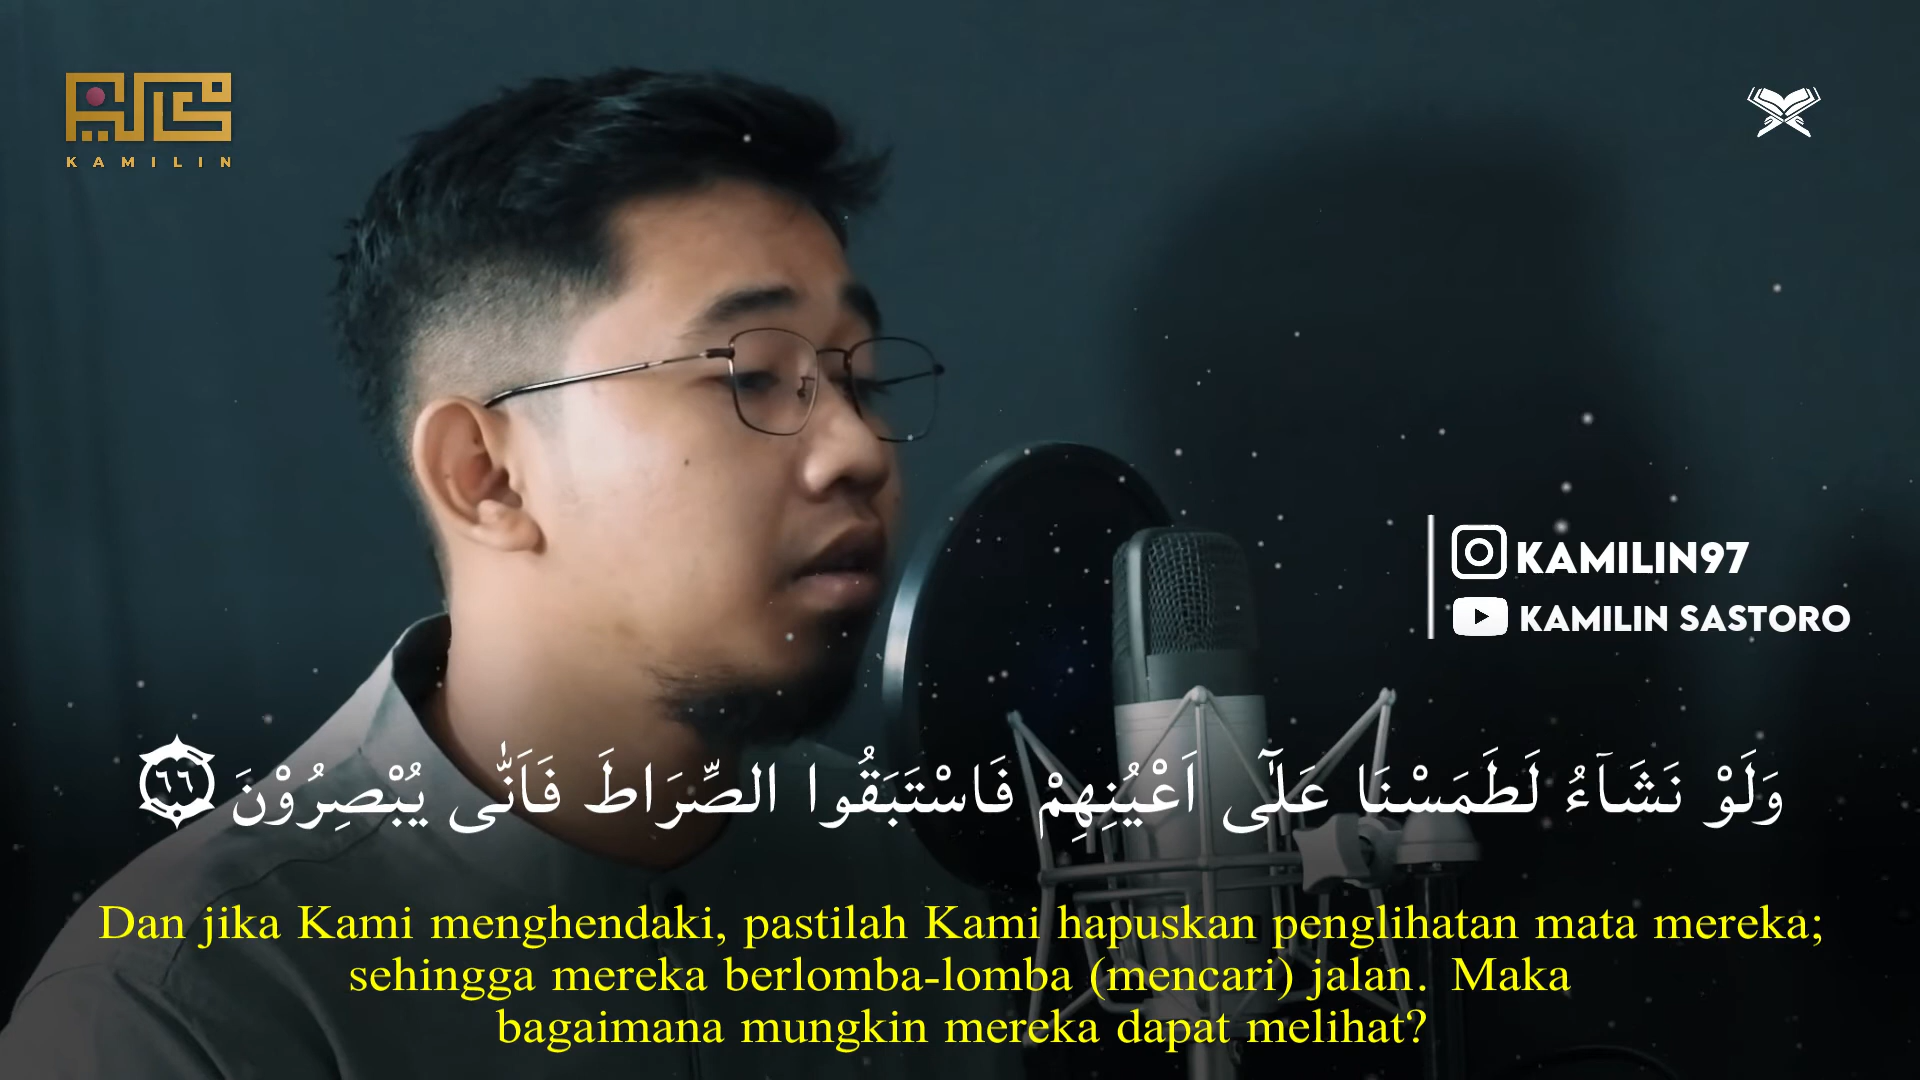 KAMILIN
KAMILIN97
KAMILIN SASTORO
وَلَوْ نَشَاۤءُ لَطَمَسْنَا عَلٰٓى اَعْيُنِهِمْ فَاسْتَبَقُوا الصِّرَاطَ فَاَنّٰى يُبْصِرُوْنَ ٦٦
Dan jika Kami menghendaki, pastilah Kami hapuskan penglihatan mata mereka;
sehingga mereka berlomba-lomba (mencari) jalan. Maka
bagaimana mungkin mereka dapat melihat?